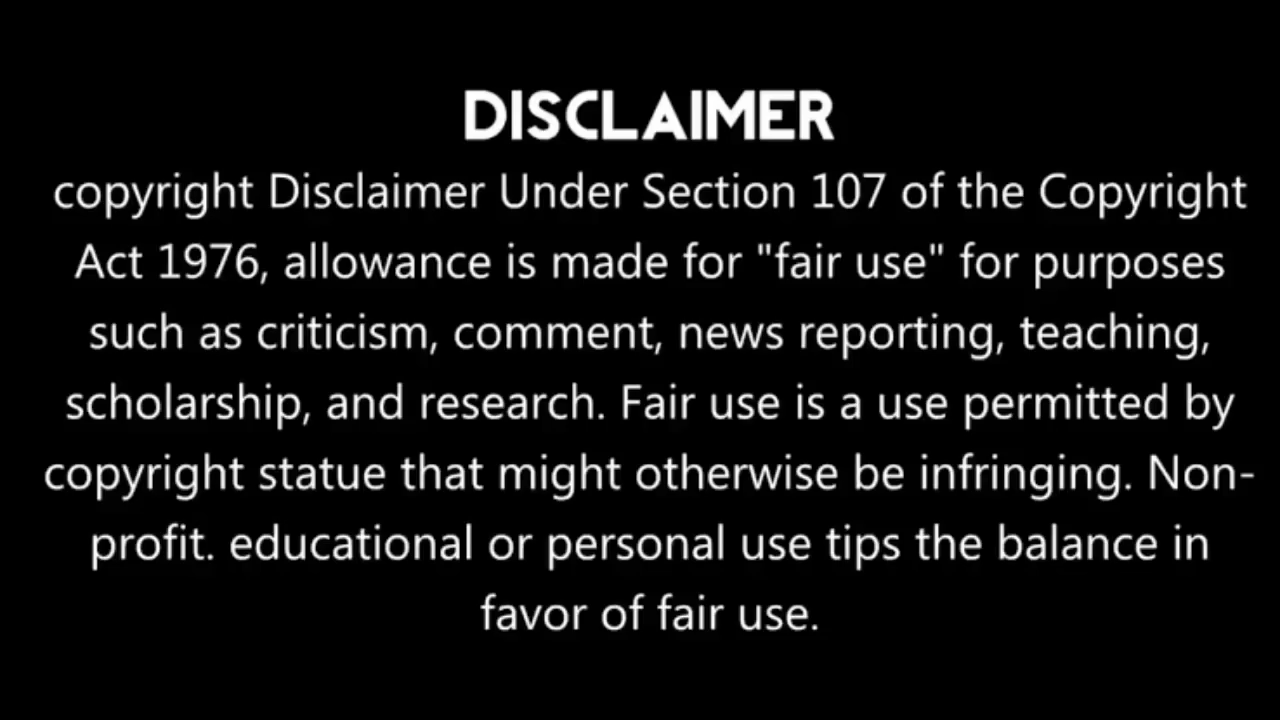 DISCLAIMER
copyright Disclaimer Under Section 107 of the Copyright
Act 1976, allowance is made for "fair use" for purposes
such as criticism, comment, news reporting, teaching,
scholarship, and research. Fair use is a use permitted by
copyright statue that might otherwise be infringing. Non-
profit. educational or personal use tips the balance in
favor of fair use.